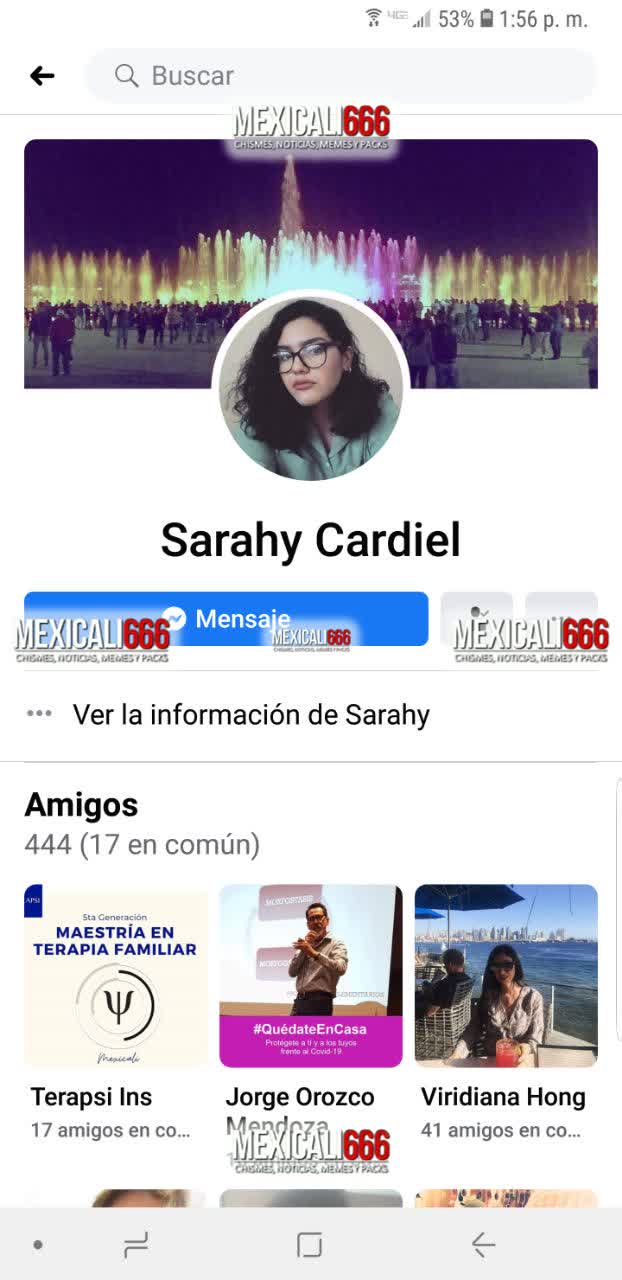 53% 1:56 p. m.
Buscar
MEXICALI666
CHISMES, NOTICIAS, MEMES Y PACKS
Sarahy Cardiel
Mensaje
MEXICALI666
CHISMES, NOTICIAS, MEMES Y PACKS
MEXICALI666
CHISMES, NOTICIAS, MEMES Y PACKS
MEXICALI666
CHISMES, NOTICIAS, MEMES Y PACKS
Ver la información de Sarahy
Amigos
444 (17 en común)
5ta Generación
MAESTRÍA EN
TERAPIA FAMILIAR
Mexicali
#QuédateEnCasa
Protégete a tí y a los tuyos
frente al Covid-19
Terapsi Ins
17 amigos en co...
Jorge Orozco
Mendoza
Viridiana Hong
41 amigos en co...
MEXICALI666
CHISMES, NOTICIAS, MEMES Y PACKS